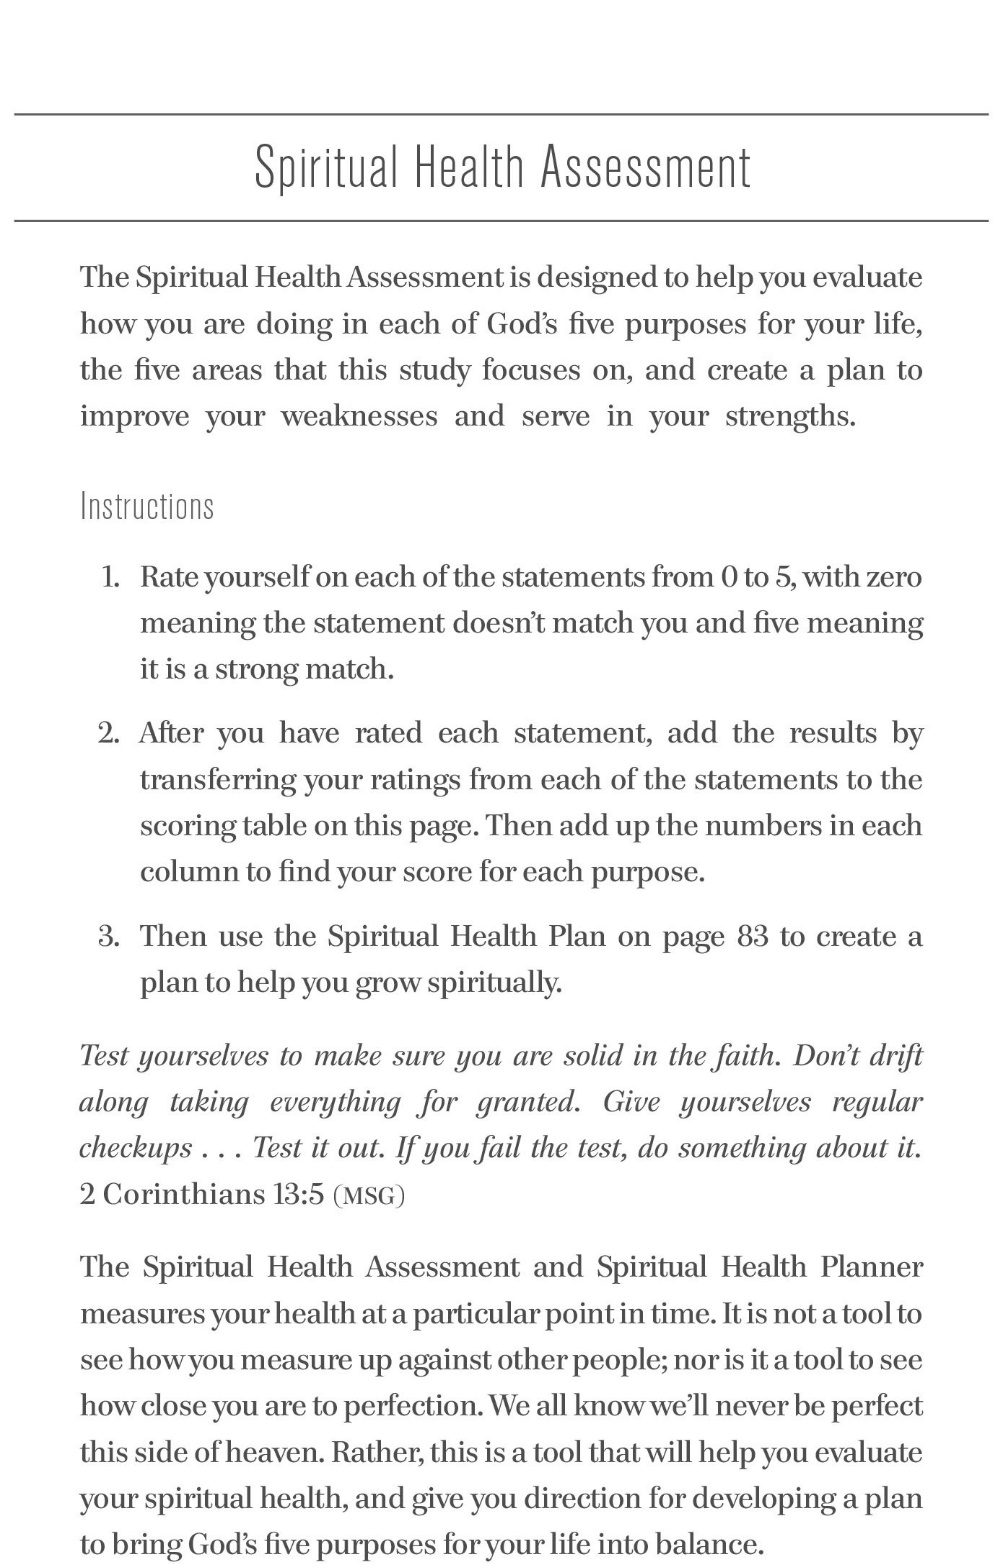 Spiritual Health Assessment
The Spiritual Health Assessment is designed to help you evaluate
how you are doing in each of God’s five purposes for your life,
the five areas that this study focuses on, and create a plan to
improve your weaknesses and serve in your strengths.
Instructions
1. Rate yourself on each of the statements from 0 to 5, with zero
meaning the statement doesn’t match you and five meaning
it is a strong match.
2. After you have rated each statement, add the results by
transferring your ratings from each of the statements to the
scoring table on this page. Then add up the numbers in each
column to find your score for each purpose.
3. Then use the Spiritual Health Plan on page 83 to create a
plan to help you grow spiritually.
Test yourselves to make sure you are solid in the faith. Don’t drift
along taking everything for granted. Give yourselves regular
checkups . . . Test it out. If you fail the test, do something about it.
2 Corinthians 13:5 (MSG)
The Spiritual Health Assessment and Spiritual Health Planner
measures your health at a particular point in time. It is not a tool to
see how you measure up against other people; nor is it a tool to see
how close you are to perfection. We all know we’ll never be perfect
this side of heaven. Rather, this is a tool that will help you evaluate
your spiritual health, and give you direction for developing a plan
to bring God’s five purposes for your life into balance.